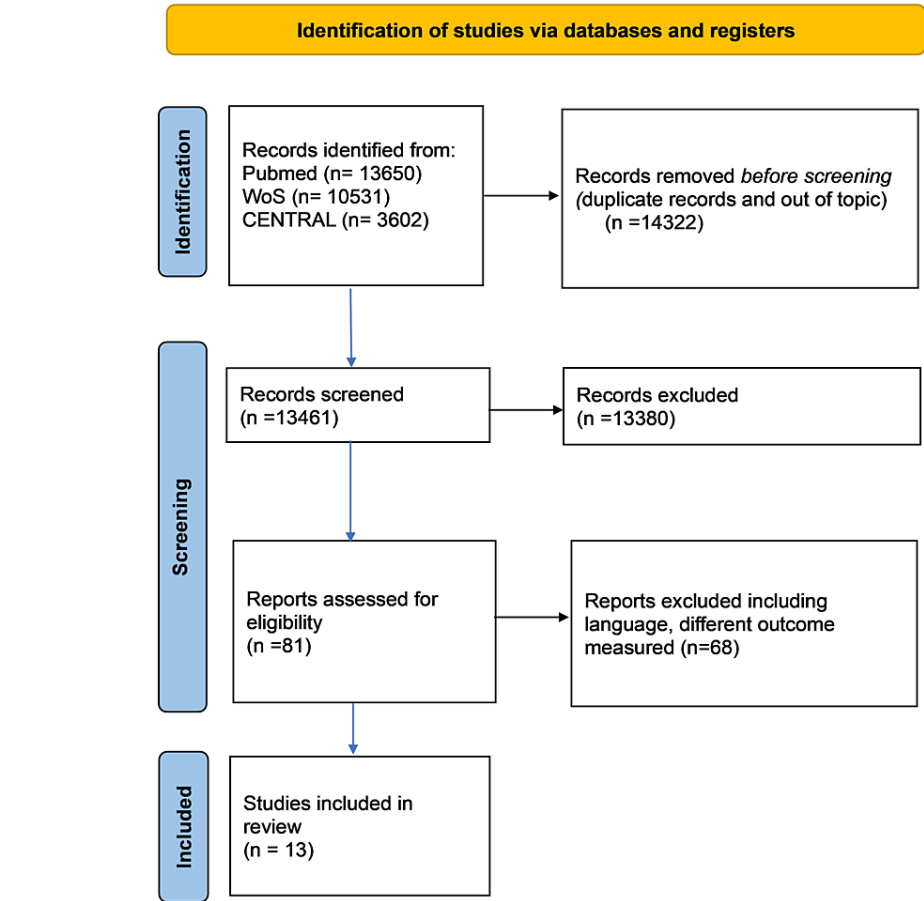 Identification of studies via databases and registers
Identification
Records identified from:
Pubmed (n= 13650)
WoS (n= 10531)
CENTRAL (n= 3602)
Records removed before screening
(duplicate records and out of topic)
(n =14322)
Screening
Records screened
(n =13461)
Records excluded
(n =13380)
Reports assessed for
eligibility
(n =81)
Reports excluded including
language, different outcome
measured (n=68)
Included
Studies included in
review
(n = 13)